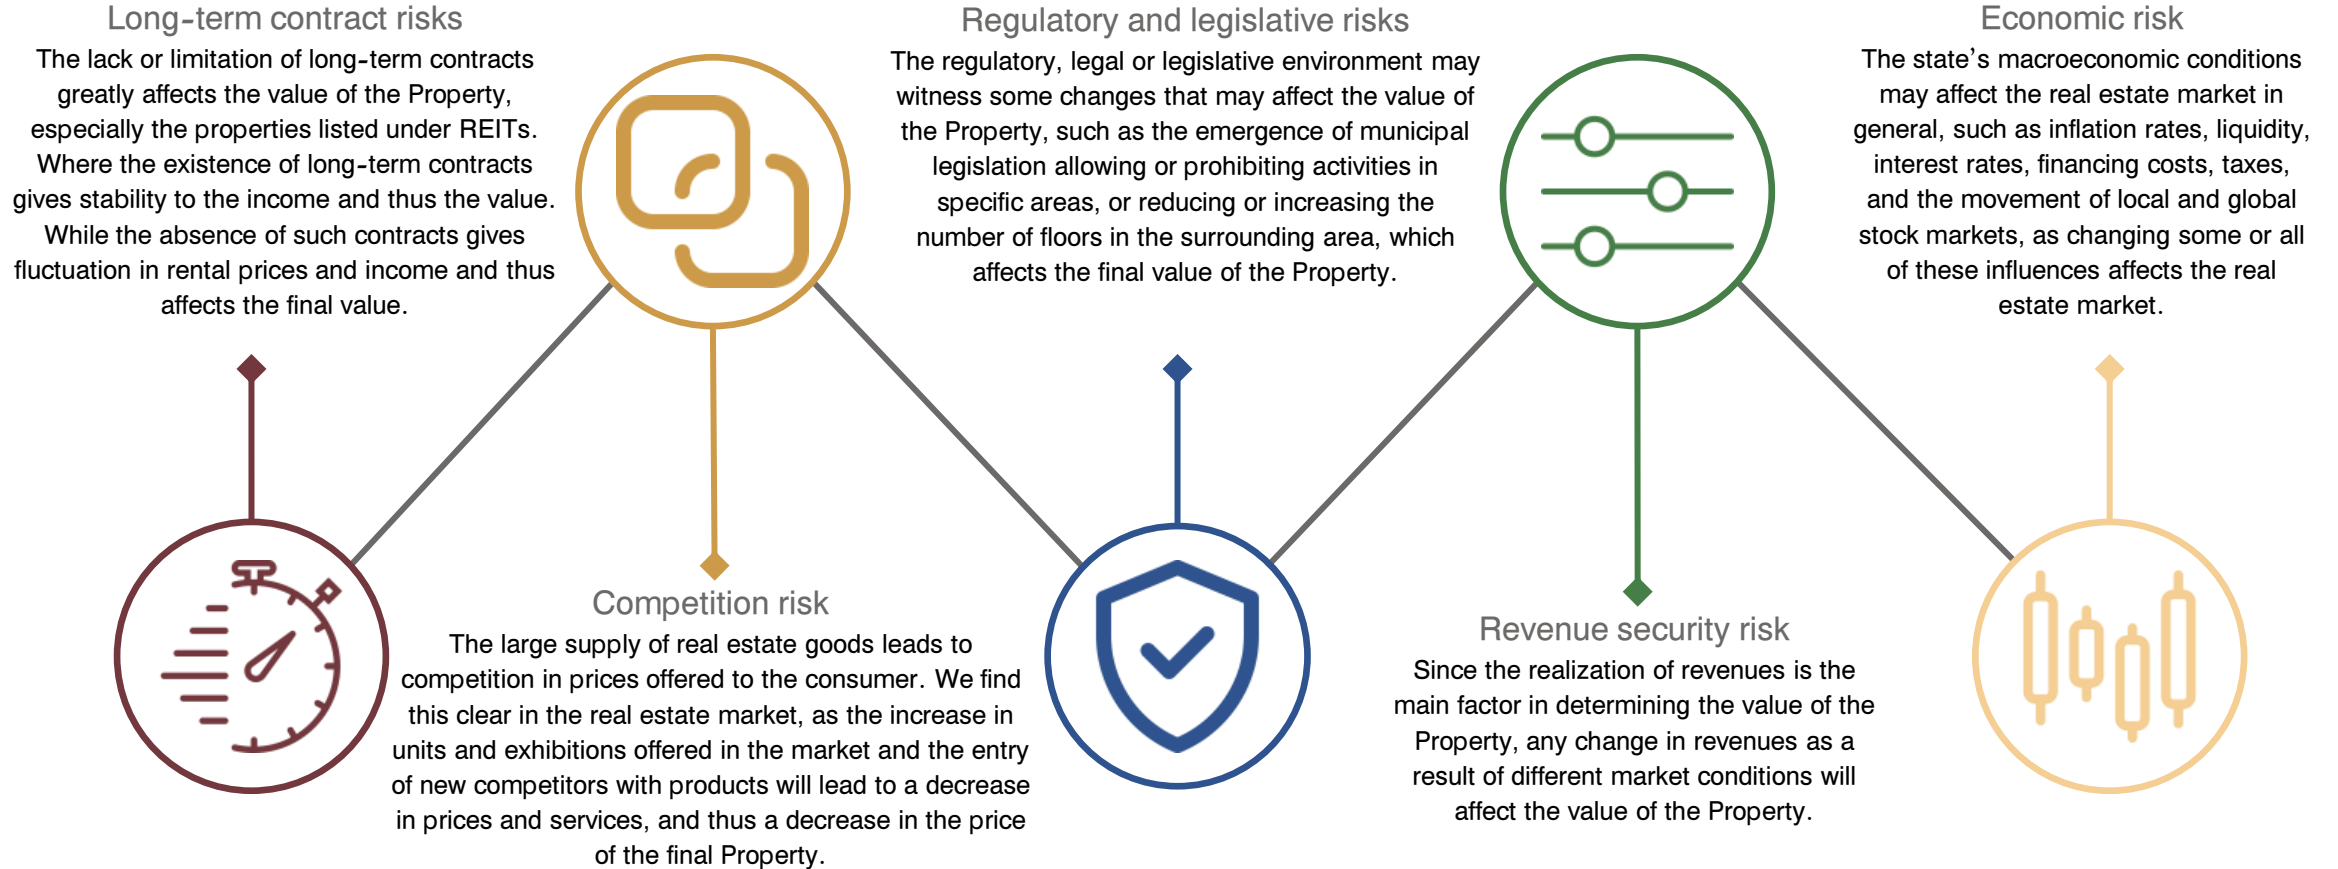 Long-term contract risks
The lack or limitation of long-term contracts
greatly affects the value of the Property,
especially the properties listed under REITs.
Where the existence of long-term contracts
gives stability to the income and thus the value.
While the absence of such contracts gives
fluctuation in rental prices and income and thus
affects the final value.
Competition risk
The large supply of real estate goods leads to
competition in prices offered to the consumer. We find
this clear in the real estate market, as the increase in
units and exhibitions offered in the market and the entry
of new competitors with products will lead to a decrease
in prices and services, and thus a decrease in the price
of the final Property.
Regulatory and legislative risks
The regulatory, legal or legislative environment may
witness some changes that may affect the value of
the Property, such as the emergence of municipal
legislation allowing or prohibiting activities in
specific areas, or reducing or increasing the
number of floors in the surrounding area, which
affects the final value of the Property.
Revenue security risk
Since the realization of revenues is the
main factor in determining the value of the
Property, any change in revenues as a
result of different market conditions will
affect the value of the Property.
Economic risk
The state's macroeconomic conditions
may affect the real estate market in
general, such as inflation rates, liquidity,
interest rates, financing costs, taxes,
and the movement of local and global
stock markets, as changing some or all
of these influences affects the real
estate market.